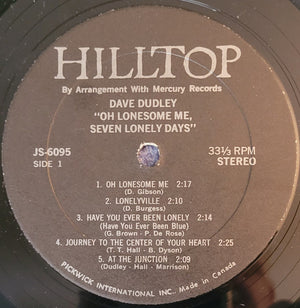 HILLTOP
By Arrangement With Mercury Records
DAVE DUDLEY
"OH LONESOME ME,
SEVEN LONELY DAYS"
JS-6095
SIDE 1
33⅓ RPM
STEREO
1. OH LONESOME ME 2:17
(D. Gibson)
2. LONELYVILLE 2:10
(D. Burgess)
3. HAVE YOU EVER BEEN LONELY 2:14
(Have You Ever Been Blue)
(G. Brown - P. De Rose)
4. JOURNEY TO THE CENTER OF YOUR HEART 2:25
(T. T. Hall - B. Dyson)
5. AT THE JUNCTION 2:09
(Dudley - Hall - Marrison)
PICKWICK INTERNATIONAL INC. Made in Canada